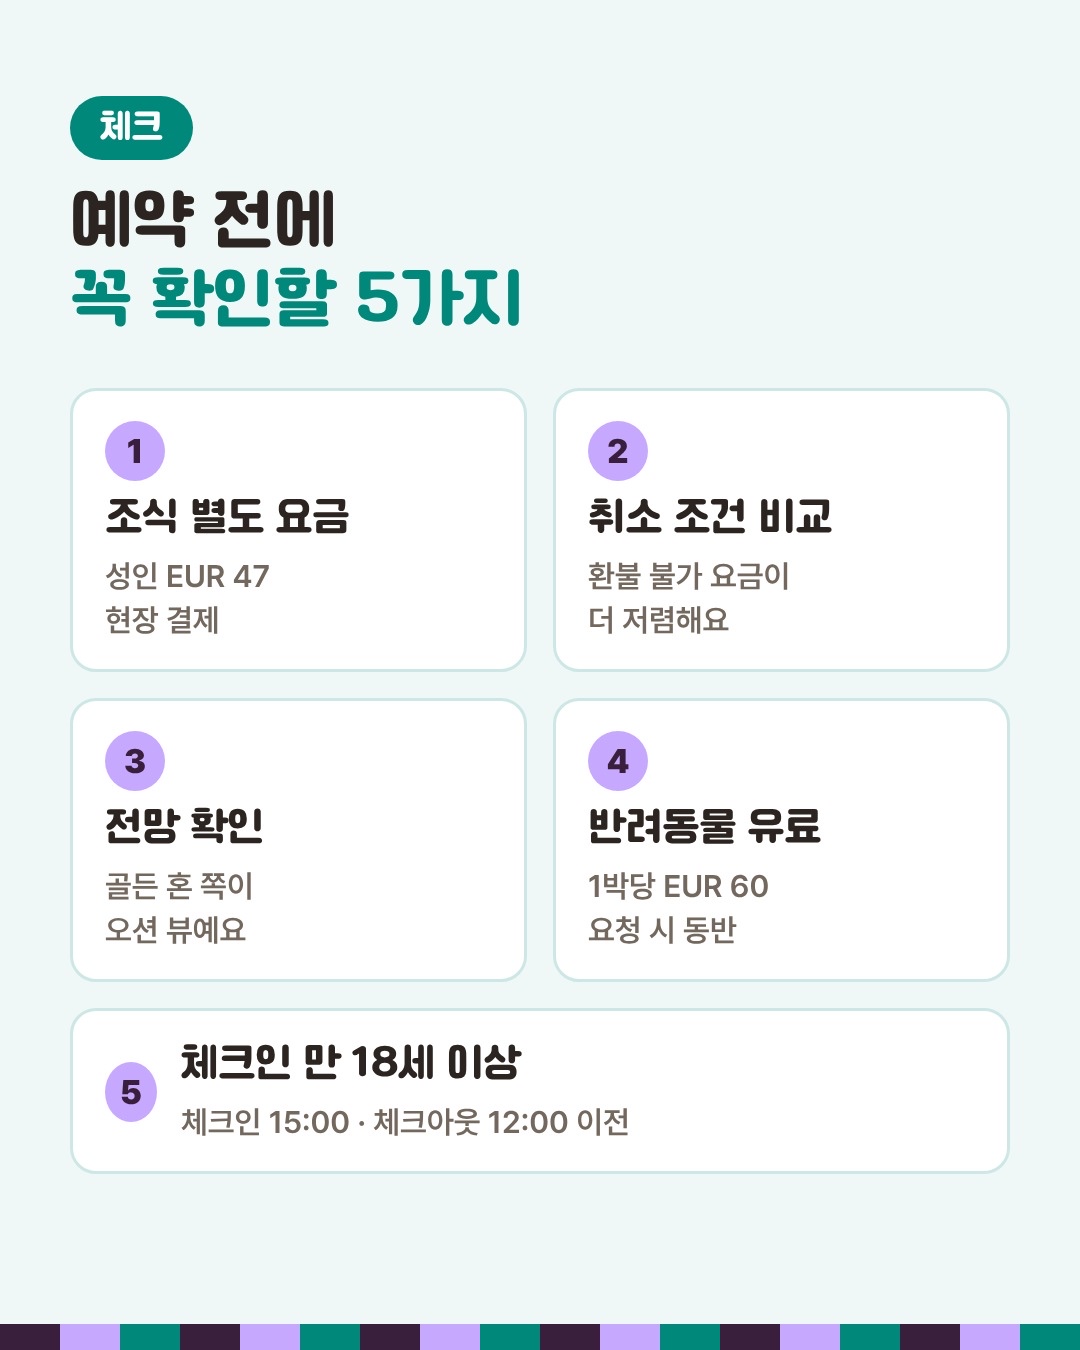 체크
예약 전에
꼭 확인할 5가지
1
조식 별도 요금
성인 EUR 47
현장 결제
2
취소 조건 비교
환불 불가 요금이
더 저렴해요
3
전망 확인
골든 혼 쪽이
오션 뷰예요
4
반려동물 유료
1박당 EUR 60
요청 시 동반
5
체크인 만 18세 이상
체크인 15:00 · 체크아웃 12:00 이전